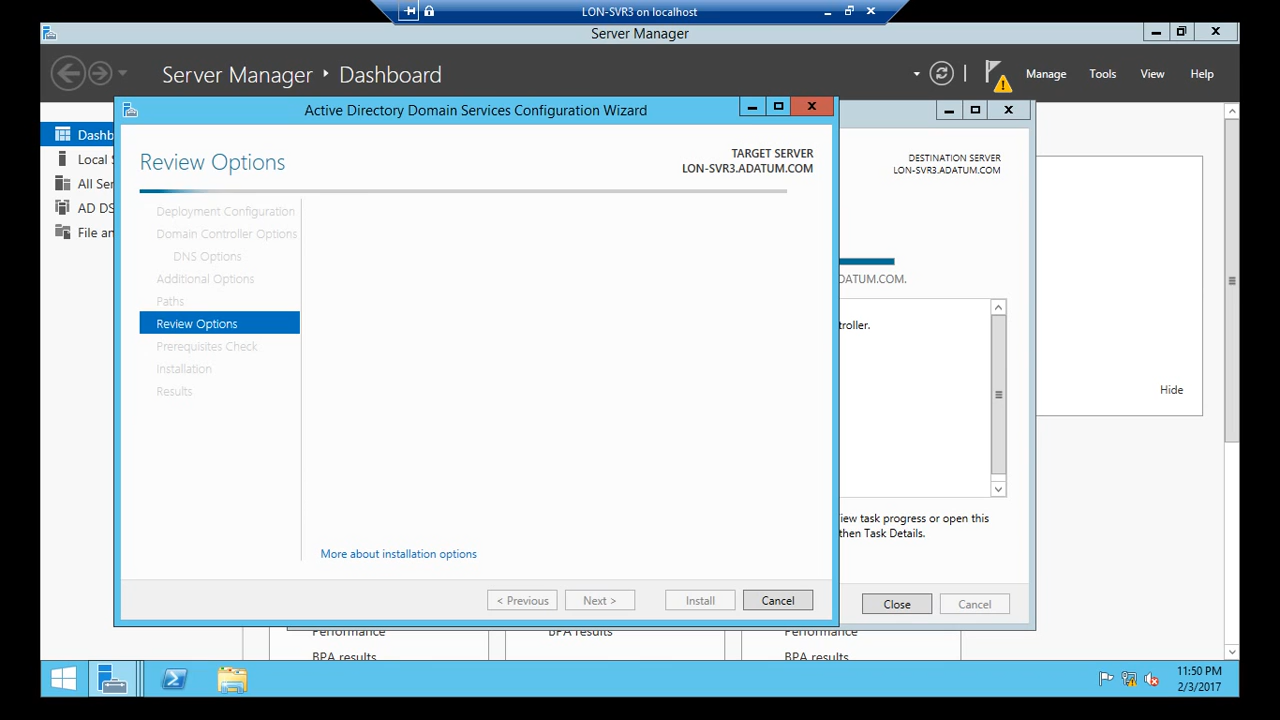 LON-SVR3 on localhost
Server Manager
Server Manager
Dashboard
Manage
Tools
View
Help
Dashb
Local
All Ser
AD DS
File an
Active Directory Domain Services Configuration Wizard
Review Options
TARGET SERVER
LON-SVR3.ADATUM.COM
Deployment Configuration
Domain Controller Options
DNS Options
Additional Options
Paths
Review Options
Prerequisites Check
Installation
Results
More about installation options
< Previous
Next >
Install
Cancel
DESTINATION SERVER
LON-SVR3.ADATUM.COM
DATUM.COM.
troller.
iew task progress or open this
then Task Details.
Close
Cancel
Hide
Performance
BPA results
BPA results
Performance
BPA results
11:50 PM
2/3/2017